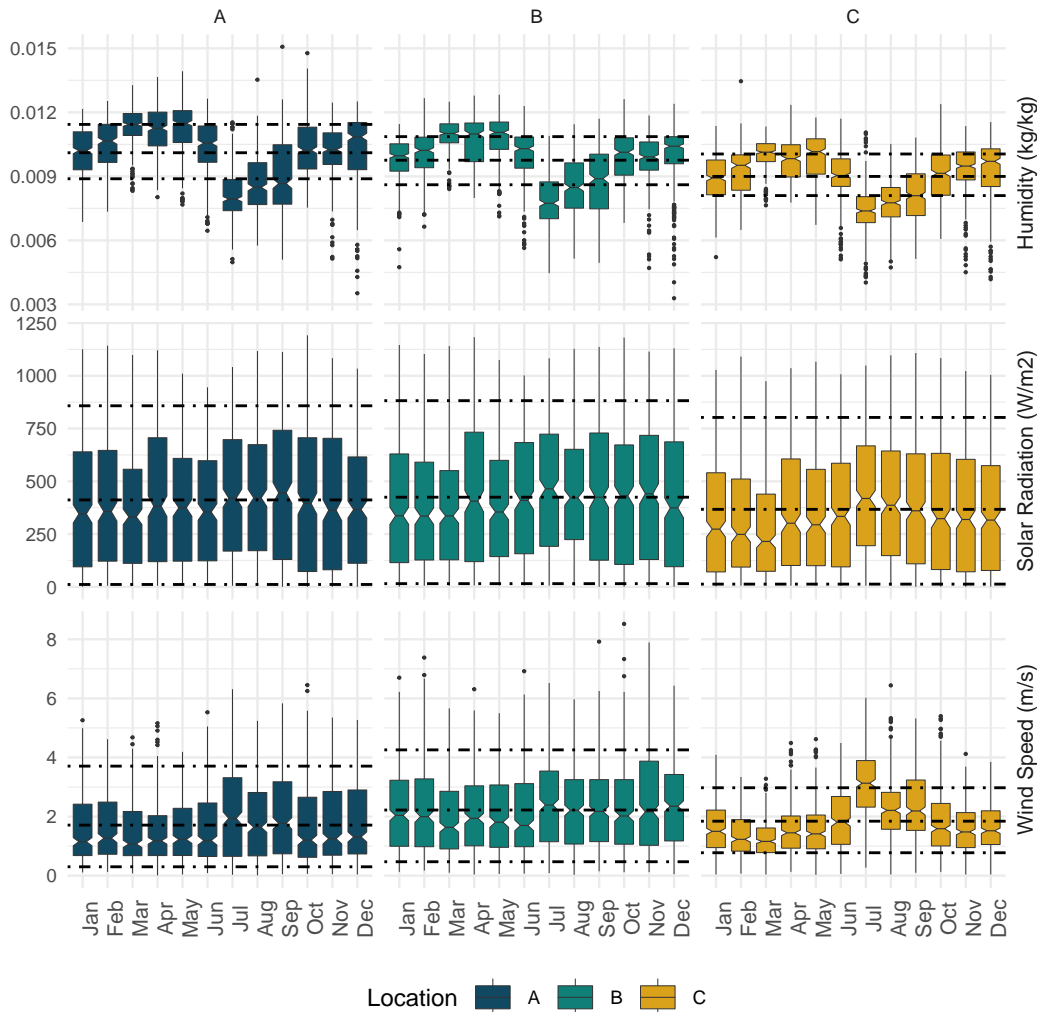 A B C
0.015
0.012
0.009
0.006
0.003
Humidity (kg/kg)
1250
1000
750
500
250
0
Solar Radiation (W/m2)
8
6
4
2
0
Wind Speed (m/s)
Jan Feb Mar Apr May Jun Jul Aug Sep Oct Nov Dec Jan Feb Mar Apr May Jun Jul Aug Sep Oct Nov Dec Jan Feb Mar Apr May Jun Jul Aug Sep Oct Nov Dec
Location A B C